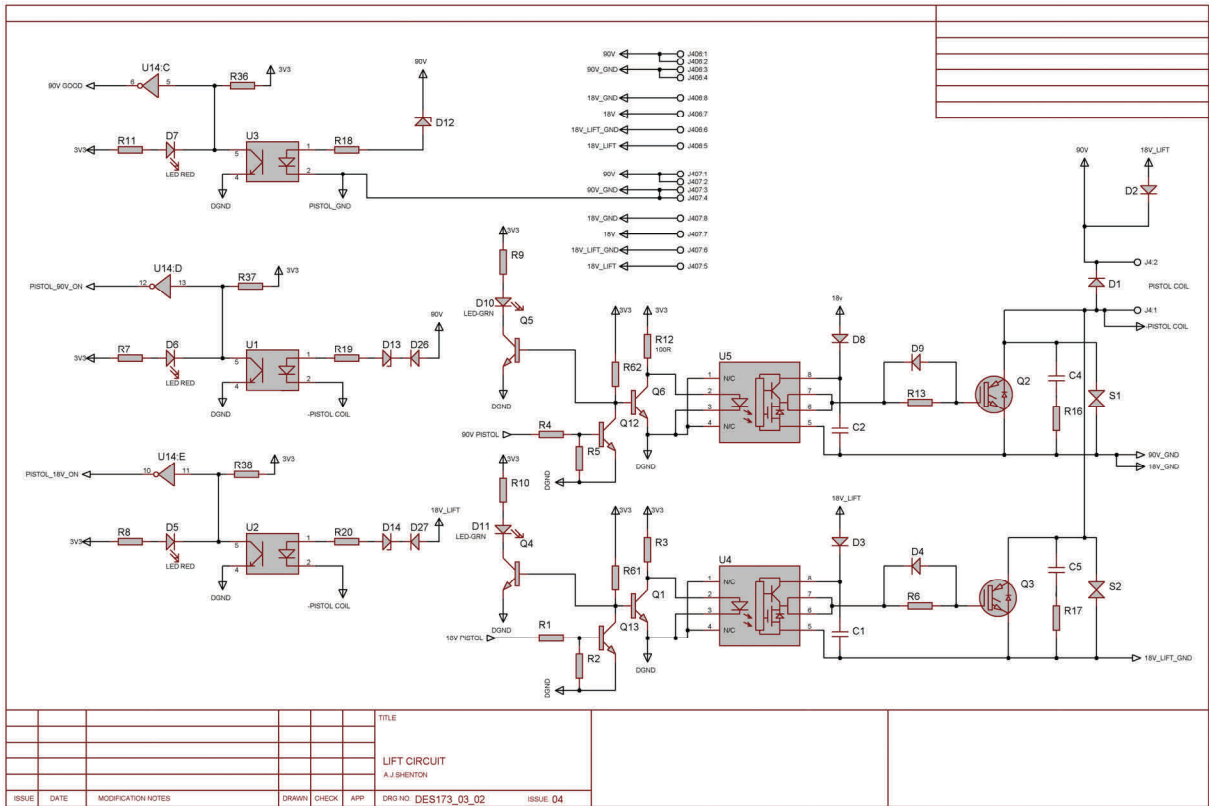 U14:C
6
5
90V GOOD
R36
3V3
3V3
R11
D7
LED RED
U3
5
4
1
2
R18
90V
D12
DGND
PISTOL_GND
90V
J406:1
J406:2
90V_GND
J406:3
J406:4
18V_GND
J406:8
18V
J406:7
18V_LIFT_GND
J406:6
18V_LIFT
J406:5
90V
J407:1
J407:2
90V_GND
J407:3
J407:4
18V_GND
J407:8
18V
J407:7
18V_LIFT_GND
J407:6
18V_LIFT
J407:5
90V
18V_LIFT
D2
J4:2
D1
PISTOL COIL
J4:1
-PISTOL COIL
U14:D
12
13
PISTOL_90V_ON
R37
3V3
3V3
R7
D6
LED RED
U1
5
4
1
2
R19
D13
D26
90V
DGND
-PISTOL COIL
3V3
R9
D10
LED-GRN
Q5
DGND
3V3
R62
3V3
R12
100R
Q6
Q12
90V PISTOL
R4
R5
DGND
DGND
U5
1
N/C
2
3
4
N/C
8
7
6
5
18v
D8
C2
D9
R13
Q2
C4
R16
S1
90V_GND
18V_GND
U14:E
10
11
PISTOL_18V_ON
R38
3V3
3V3
R8
D5
LED RED
U2
5
4
1
2
R20
D14
D27
18V_LIFT
DGND
-PISTOL COIL
3V3
R10
D11
LED-GRN
Q4
DGND
3V3
R61
3V3
R3
Q1
Q13
18V PISTOL
R1
R2
DGND
DGND
U4
1
N/C
2
3
4
N/C
8
7
6
5
18V_LIFT
D3
C1
D4
R6
Q3
C5
R17
S2
18V_LIFT_GND
TITLE
LIFT CIRCUIT
A.J.SHENTON
ISSUE
DATE
MODIFICATION NOTES
DRAWN
CHECK
APP
DRG NO. DES173_03_02
ISSUE: 04